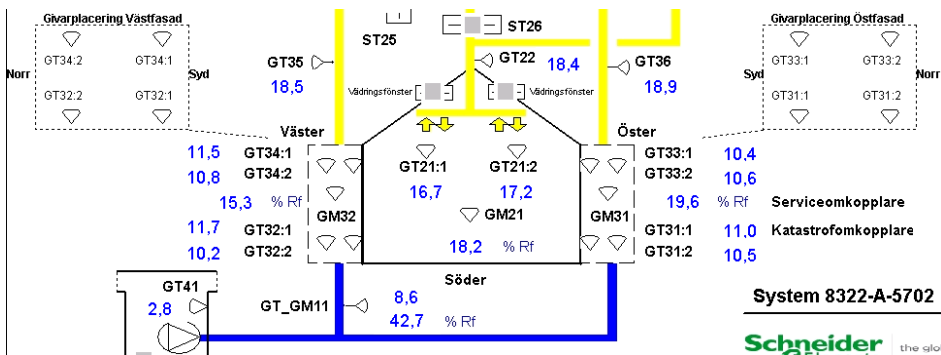 Givarplacering Västfasad
GT34:2 GT34:1
Norr Syd
GT32:2 GT32:1
ST25
ST26
GT35
18,5
GT22
18,4
GT36
18,9
Vädringsfönster
Vädringsfönster
Givarplacering Östfasad
GT33:1 GT33:2
Syd Norr
GT31:1 GT31:2
Väster
Öster
11,5 GT34:1
10,8 GT34:2
15,3 % Rf
GM32
11,7 GT32:1
10,2 GT32:2
GT21:1
16,7
GT21:2
17,2
GM21
18,2 % Rf
GT33:1 10,4
GT33:2 10,6
19,6 % Rf
GM31
GT31:1 11,0
GT31:2 10,5
Serviceomkopplare
Katastrofomkopplare
Söder
GT41
2,8
GT_GM11
8,6
42,7 % Rf
System 8322-A-5702
Schneider
the glo